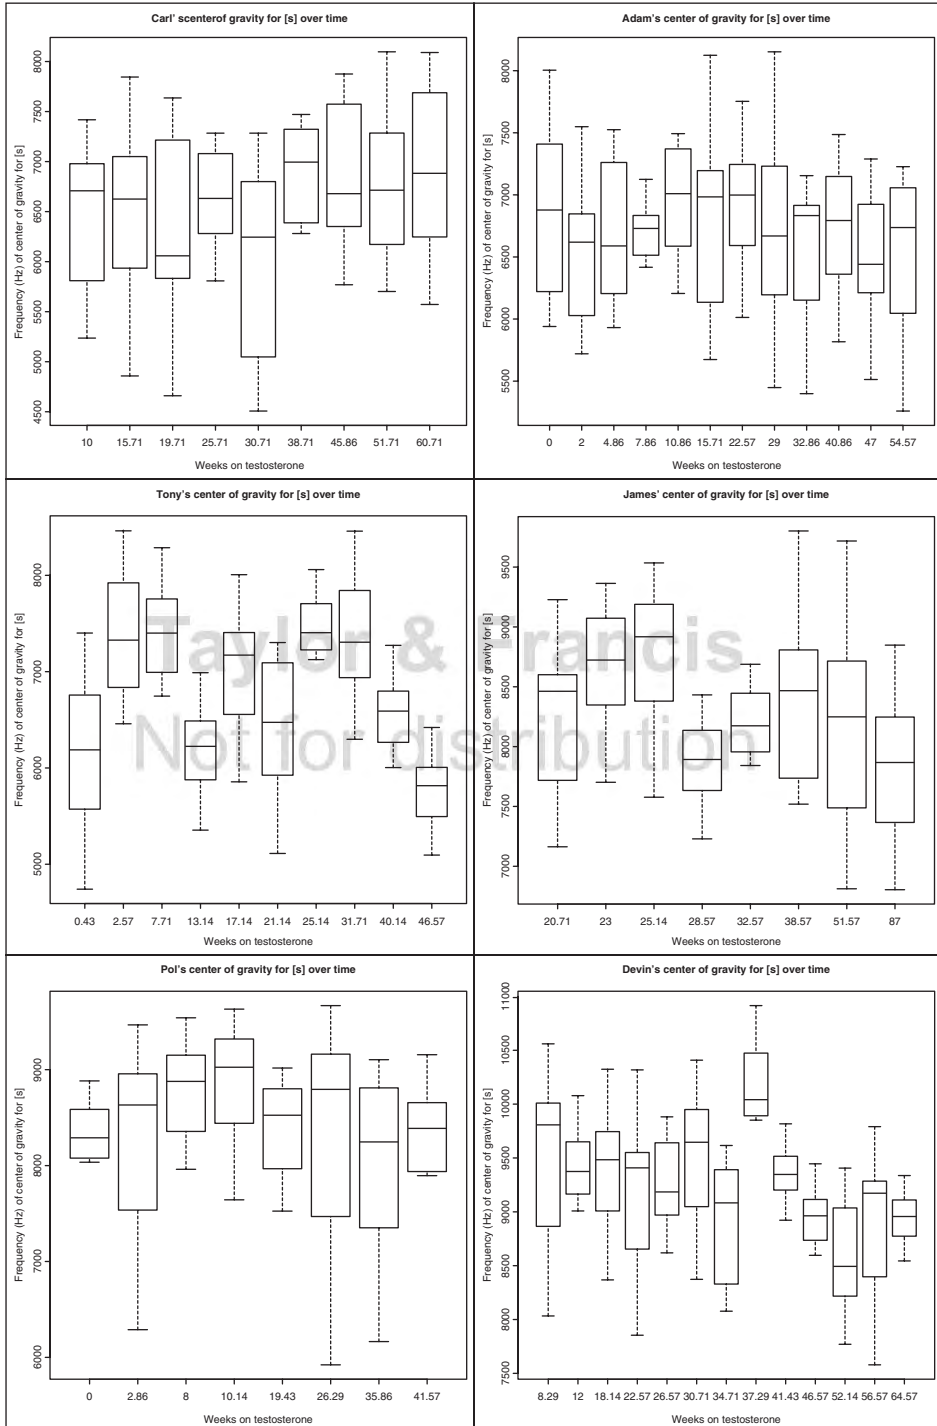 Carl' scenterof gravity for [s] over time
Frequency (Hz) of center of gravity for [s]
8000
7500
7000
6500
6000
5500
5000
4500
10 15.71 19.71 25.71 30.71 38.71 45.86 51.71 60.71
Weeks on testosterone
Adam's center of gravity for [s] over time
Frequency (Hz) of center of gravity for [s]
8000
7500
7000
6500
6000
5500
0 2 4.86 7.86 10.86 15.71 22.57 29 32.86 40.86 47 54.57
Weeks on testosterone
Tony's center of gravity for [s] over time
Frequency (Hz) of center of gravity for [s]
8000
7000
6000
5000
0.43 2.57 7.71 13.14 17.14 21.14 25.14 31.71 40.14 46.57
Weeks on testosterone
James' center of gravity for [s] over time
Frequency (Hz) of center of gravity for [s]
9500
9000
8500
8000
7500
7000
20.71 23 25.14 28.57 32.57 38.57 51.57 87
Weeks on testosterone
Taylor & Francis
Not for distribution
Pol's center of gravity for [s] over time
Frequency (Hz) of center of gravity for [s]
9000
8000
7000
6000
0 2.86 8 10.14 19.43 26.29 35.86 41.57
Weeks on testosterone
Devin's center of gravity for [s] over time
Frequency (Hz) of center of gravity for [s]
11000
10500
10000
9500
9000
8500
8000
7500
8.29 12 18.14 22.57 26.57 30.71 34.71 37.29 41.43 46.57 52.14 56.57 64.57
Weeks on testosterone